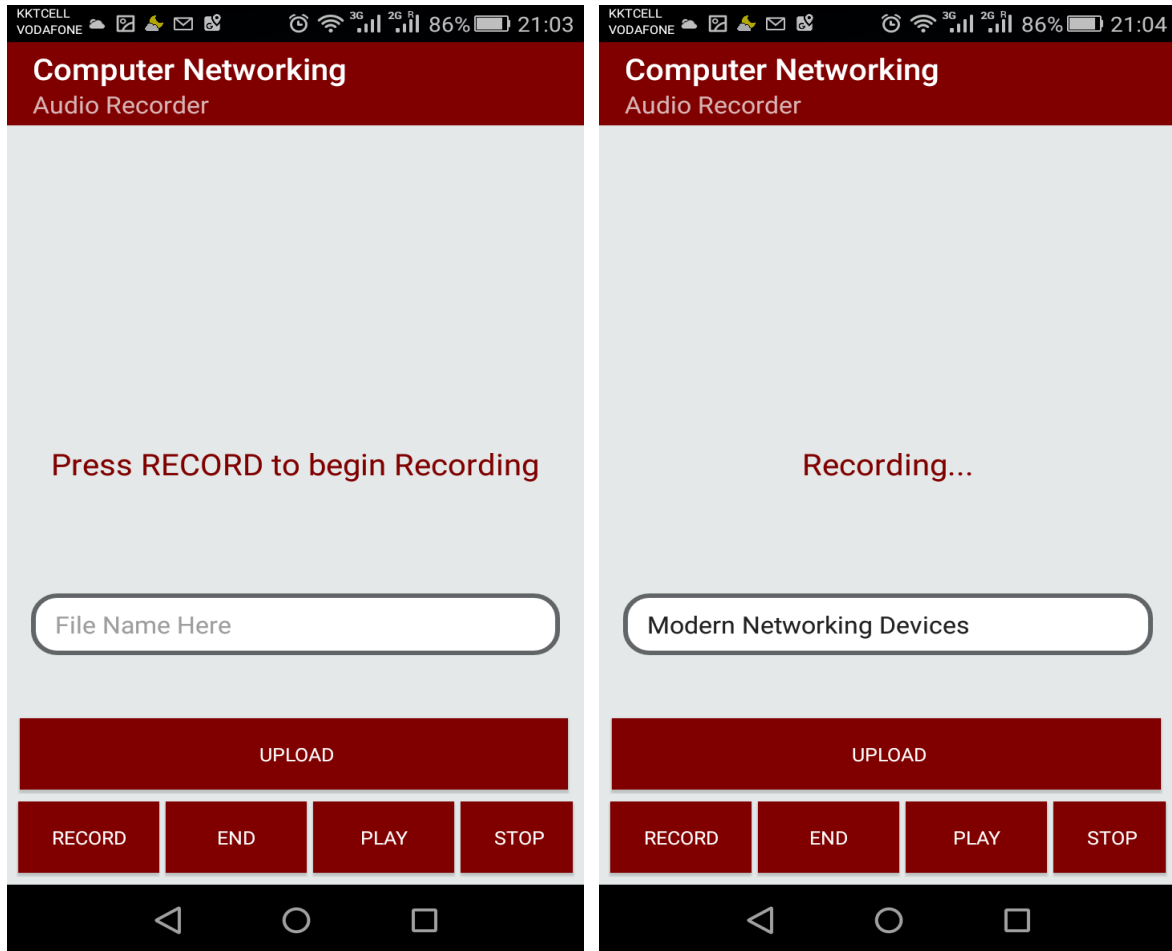 KKTCELL
VODAFONE 3G 2G R 86% 21:03
Computer Networking
Audio Recorder
Press RECORD to begin Recording
File Name Here
UPLOAD
RECORD END PLAY STOP
KKTCELL
VODAFONE 3G 2G R 86% 21:04
Computer Networking
Audio Recorder
Recording...
Modern Networking Devices
UPLOAD
RECORD END PLAY STOP